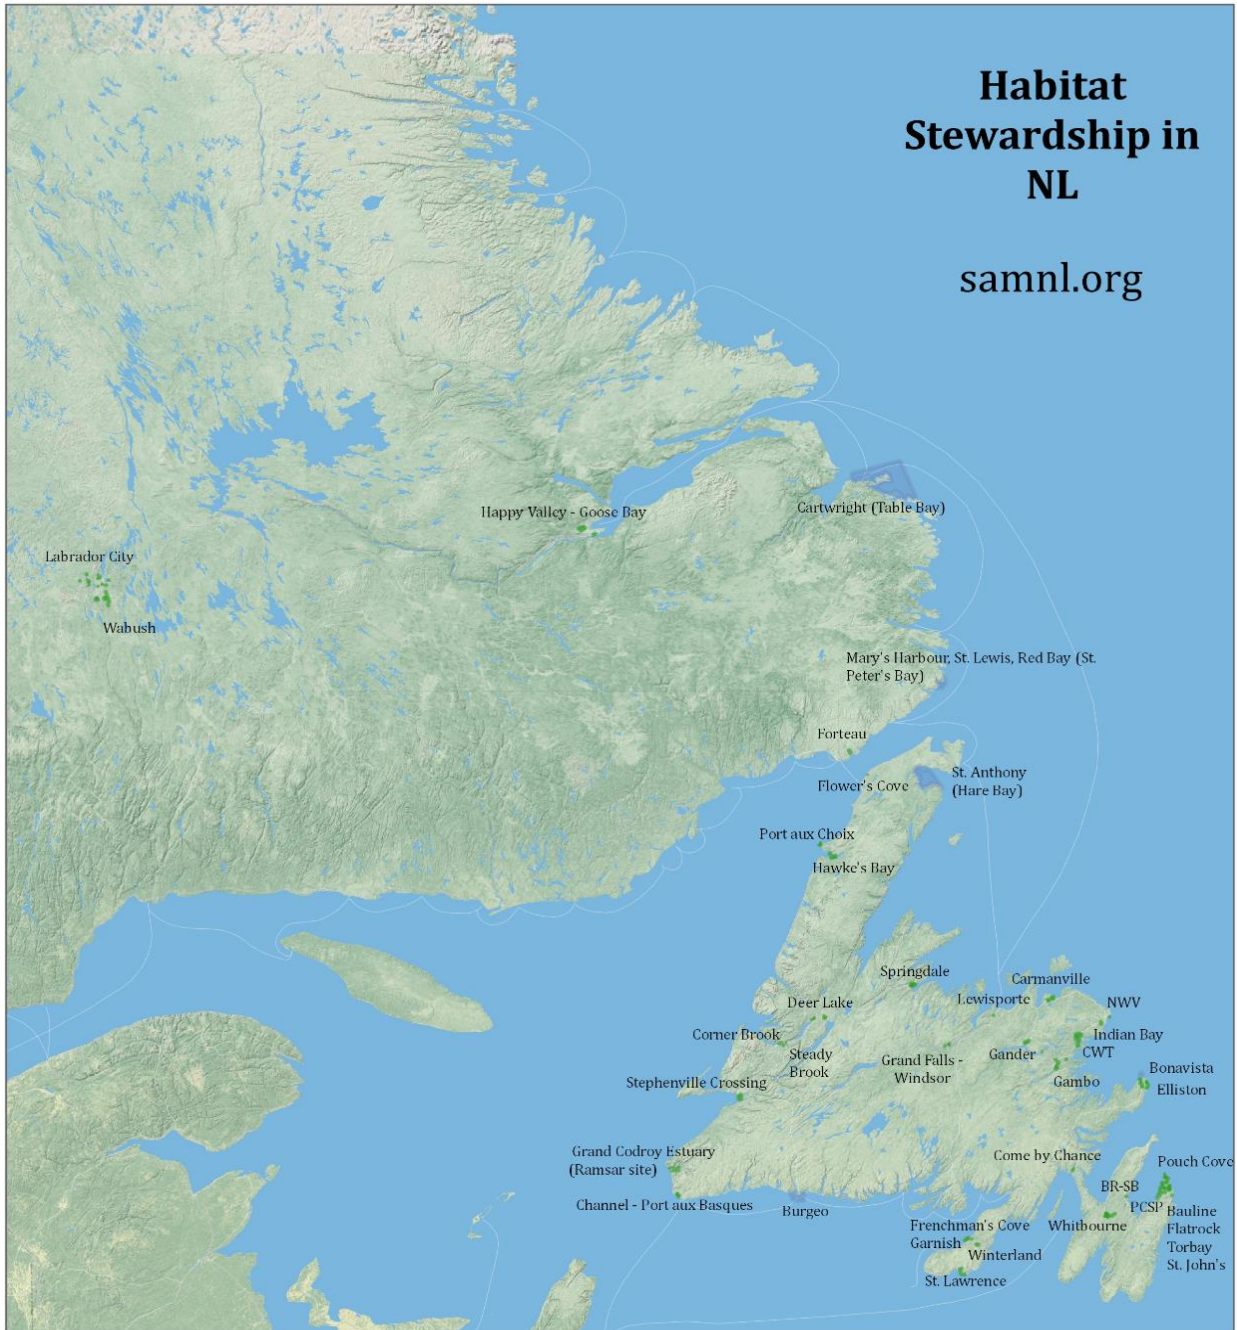 Habitat
Stewardship in
NL
samnl.org
Happy Valley - Goose Bay
Cartwright (Table Bay)
Labrador City
Wabush
Mary's Harbour, St. Lewis, Red Bay (St.
Peter's Bay)
Forteau
Flower's Cove
St. Anthony
(Hare Bay)
Port aux Choix
Hawke's Bay
Springdale
Carmanville
Lewisporte
NWV
Deer Lake
Corner Brook
Steady
Brook
Indian Bay
CWT
Gander
Grand Falls -
Windsor
Gambo
Bonavista
Elliston
Stephenville Crossing
Grand Codroy Estuary
(Ramsar site)
Come by Chance
Pouch Cove
Channel - Port aux Basques
Burgeo
BR-SB
PCSP
Bauline
Flatrock
Torbay
St. John's
Whitbourne
Frenchman's Cove
Garnish
Winterland
St. Lawrence